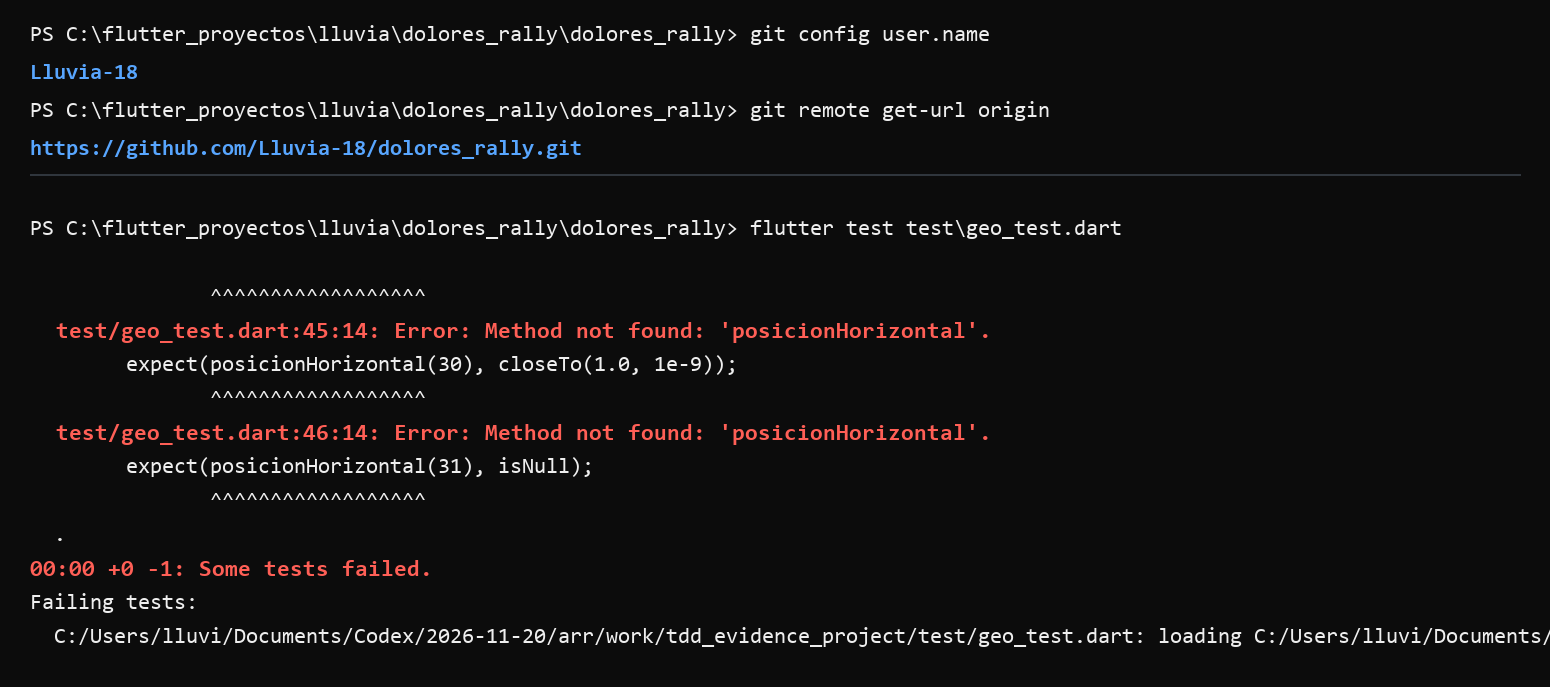 PS C:\flutter_proyectos\lluvia\dolores_rally\dolores_rally> git config user.name
Lluvia-18
PS C:\flutter_proyectos\lluvia\dolores_rally\dolores_rally> git remote get-url origin
https://github.com/Lluvia-18/dolores_rally.git
PS C:\flutter_proyectos\lluvia\dolores_rally\dolores_rally> flutter test test\geo_test.dart
^^^^^^^^^^^^^^^^^^
test/geo_test.dart:45:14: Error: Method not found: 'posicionHorizontal'.
expect(posicionHorizontal(30), closeTo(1.0, 1e-9));
^^^^^^^^^^^^^^^^^^
test/geo_test.dart:46:14: Error: Method not found: 'posicionHorizontal'.
expect(posicionHorizontal(31), isNull);
^^^^^^^^^^^^^^^^^^
.
00:00 +0 -1: Some tests failed.
Failing tests:
C:/Users/lluvi/Documents/Codex/2026-11-20/arr/work/tdd_evidence_project/test/geo_test.dart: loading C:/Users/lluvi/Documents/